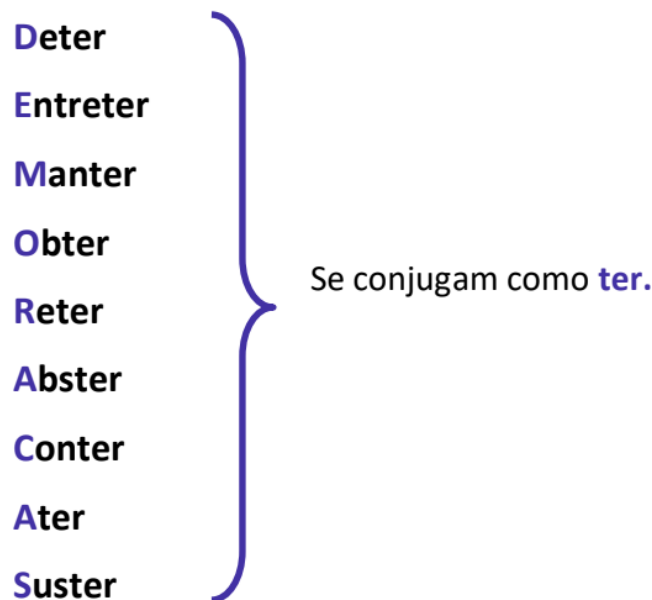 Deter
Entreter
Manter
Obter
Se conjugam como ter.
Reter
Abster
Conter
Ater
Suster